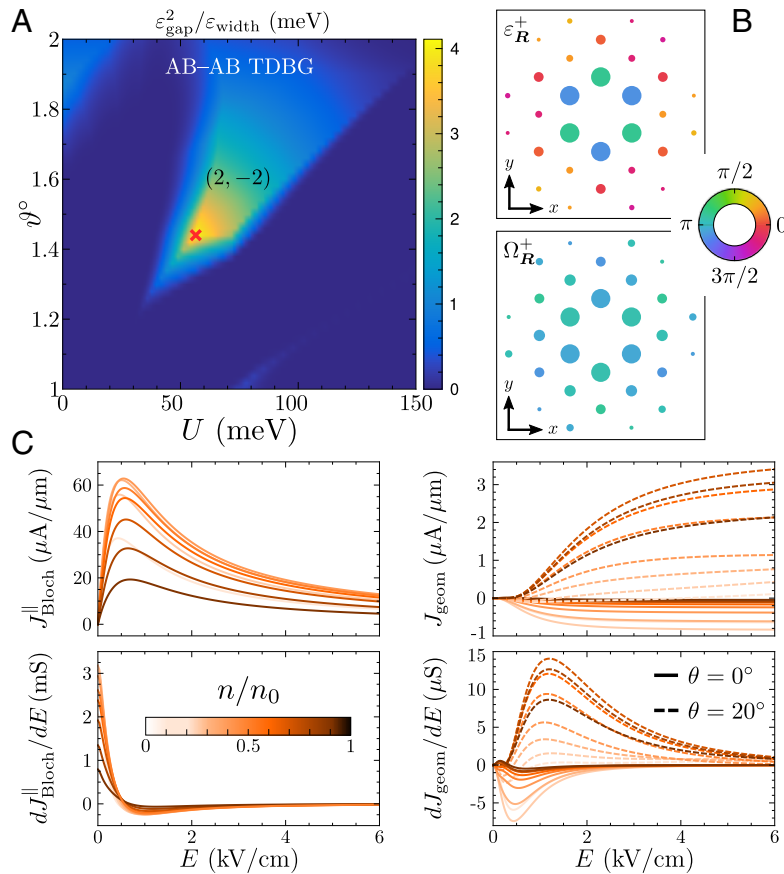 A
ε²gap/εwidth (meV)
AB–AB TDBG
(2, −2)
ϑ°
2
1.8
1.6
1.4
1.2
1
0
50
100
150
U (meV)
4
3
2
1
0
B
ε⁺R
y
x
π/2
π
0
3π/2
Ω⁺R
y
x
C
J∥Bloch (μA/μm)
60
40
20
0
Jgeom (μA/μm)
3
2
1
0
-1
dJ∥Bloch/dE (mS)
3
2
1
0
n/n₀
0
0.5
1
0
2
4
6
E (kV/cm)
dJgeom/dE (μS)
15
10
5
0
-5
θ = 0°
θ = 20°
0
2
4
6
E (kV/cm)